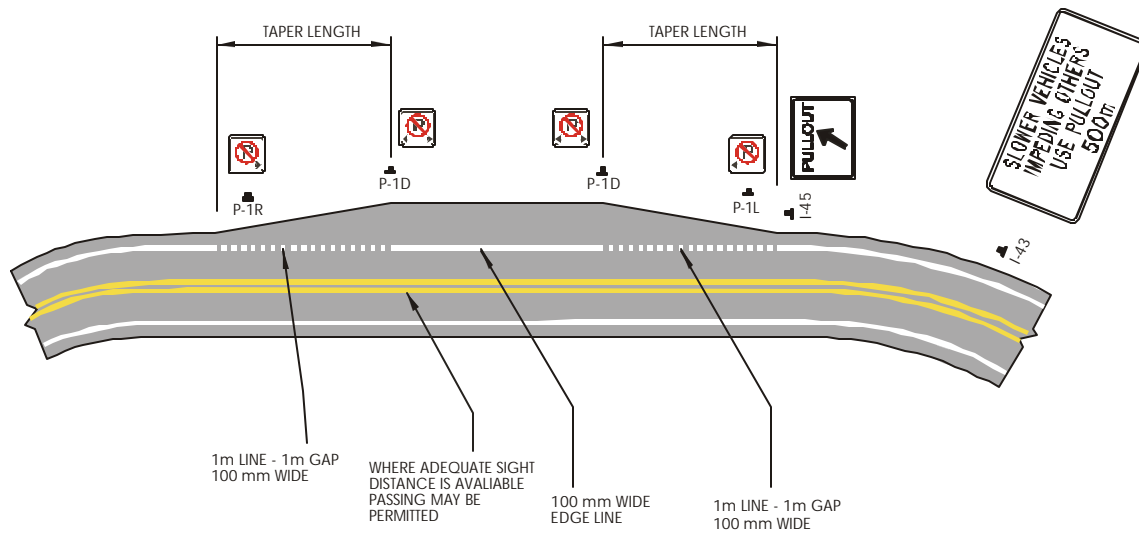 TAPER LENGTH
TAPER LENGTH
SLOWER VEHICLES
IMPEDING OTHERS
USE PULLOUT
500m
PULLOUT
P-1R
P-1D
P-1D
P-1L
I-45
I-43
1m LINE - 1m GAP
100 mm WIDE
WHERE ADEQUATE SIGHT
DISTANCE IS AVALIABLE
PASSING MAY BE
PERMITTED
100 mm WIDE
EDGE LINE
1m LINE - 1m GAP
100 mm WIDE